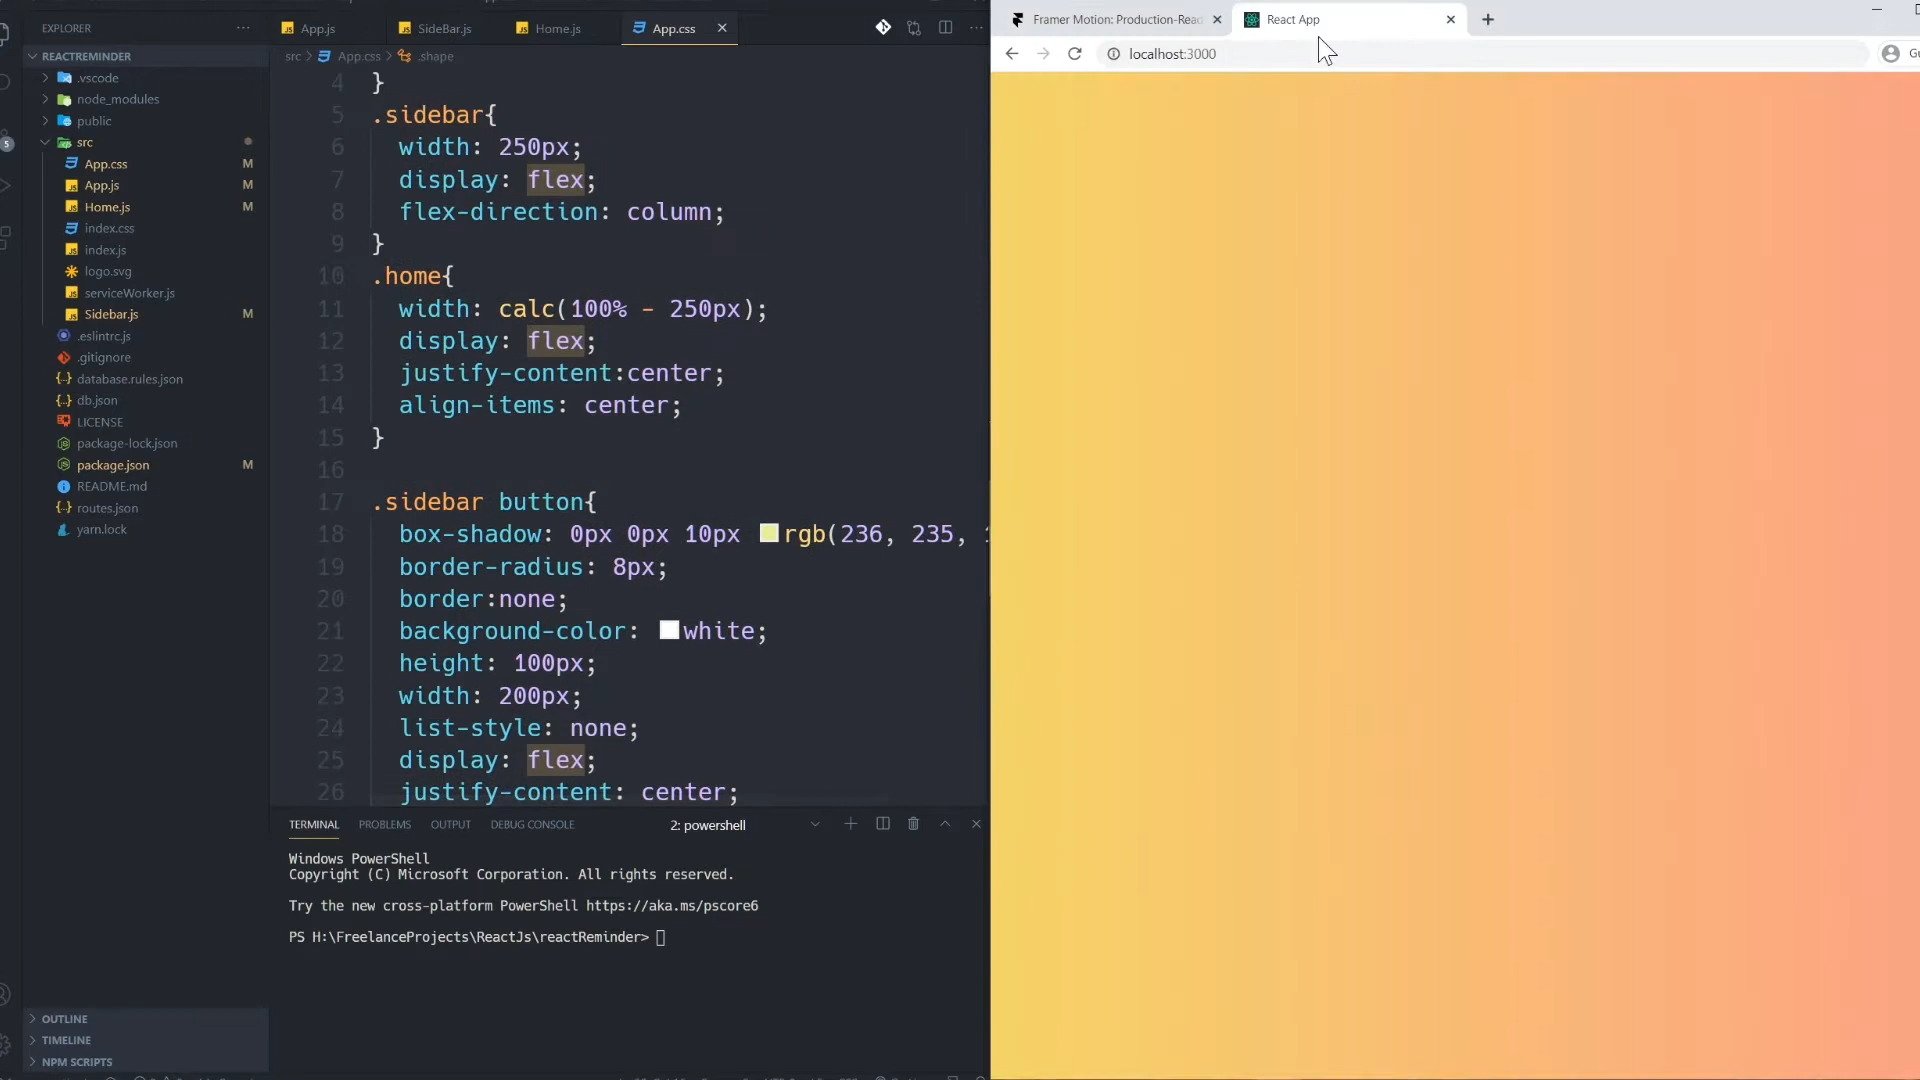 EXPLORER
REACTREMINDER
.vscode
node_modules
public
src
App.css M
App.js M
Home.js M
index.css
index.js
logo.svg
serviceWorker.js
Sidebar.js M
.eslintrc.js
.gitignore
database.rules.json
db.json
LICENSE
package-lock.json
package.json M
README.md
routes.json
yarn.lock
OUTLINE
TIMELINE
NPM SCRIPTS
5
App.js SideBar.js Home.js App.css
src > App.css > .shape
4 }
5 .sidebar{
6 width: 250px;
7 display: flex;
8 flex-direction: column;
9 }
10 .home{
11 width: calc(100% - 250px);
12 display: flex;
13 justify-content:center;
14 align-items: center;
15 }
16
17 .sidebar button{
18 box-shadow: 0px 0px 10px rgb(236, 235,
19 border-radius: 8px;
20 border:none;
21 background-color: white;
22 height: 100px;
23 width: 200px;
24 list-style: none;
25 display: flex;
26 justify-content: center;
TERMINAL PROBLEMS OUTPUT DEBUG CONSOLE 2: powershell
Windows PowerShell
Copyright (C) Microsoft Corporation. All rights reserved.
Try the new cross-platform PowerShell https://aka.ms/pscore6
PS H:\FreelanceProjects\ReactJs\reactReminder>
Framer Motion: Production-Read React App
localhost:3000